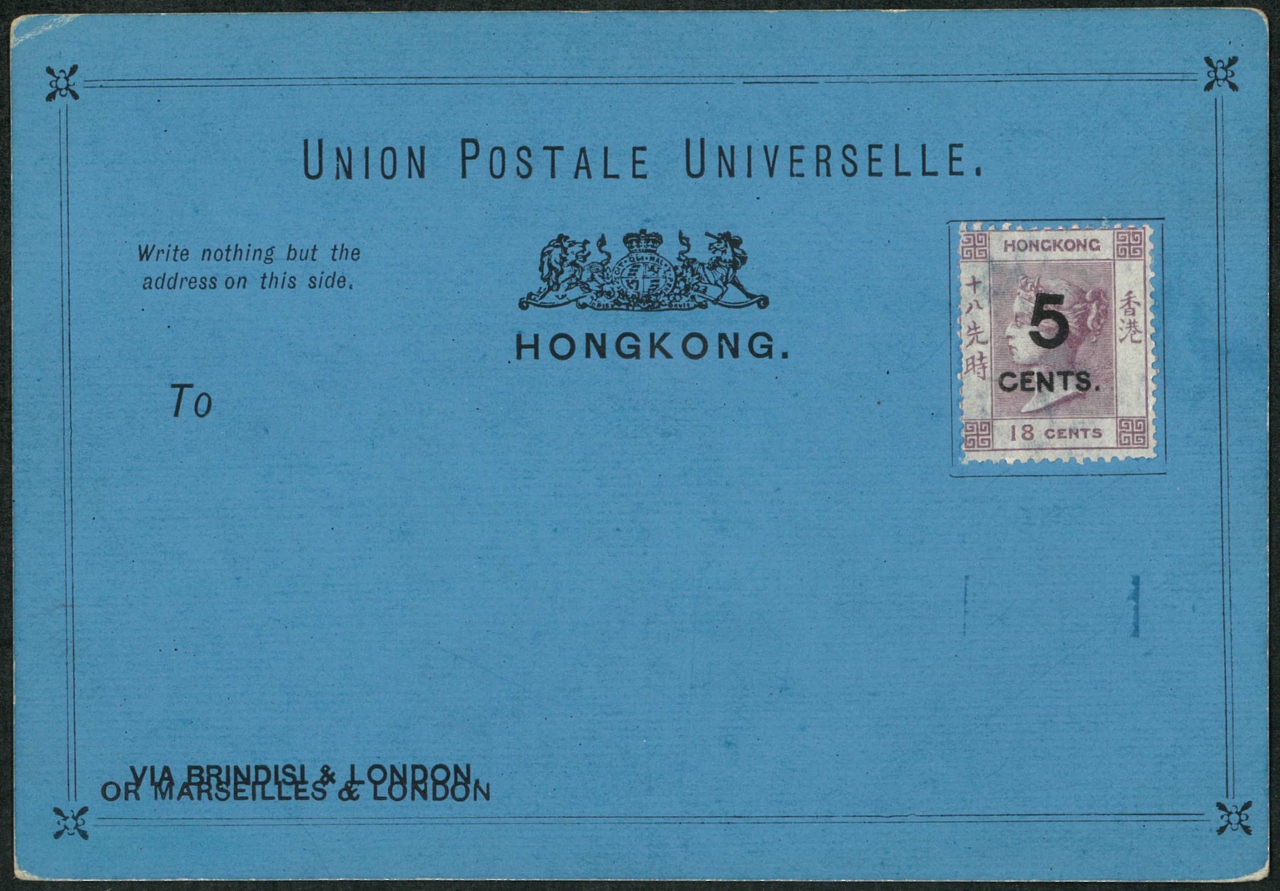 UNION POSTALE UNIVERSELLE.
Write nothing but the
address on this side.
HONGKONG.
To
HONGKONG
十八先時
香港
5
CENTS.
18 CENTS
VIA BRINDISI & LONDON.
OR MARSEILLES & LONDON